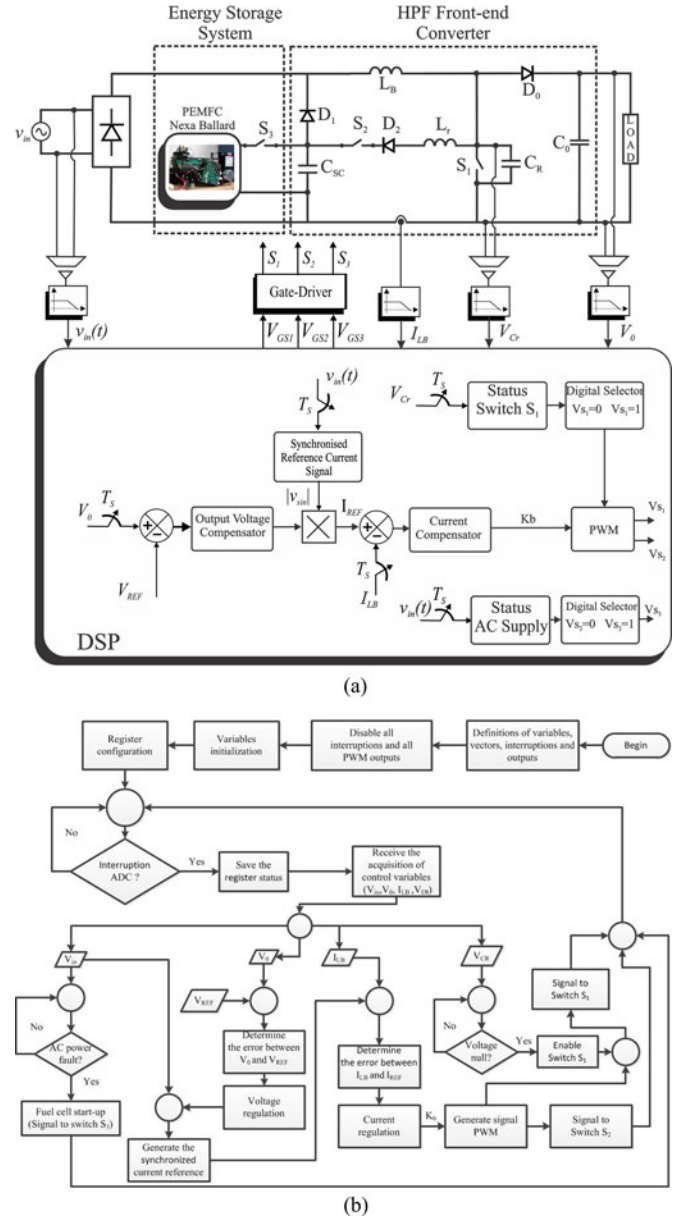 Energy Storage
System
HPF Front-end
Converter
PEMFC
Nexa Ballard
v_in
S_3
D_1
C_SC
S_2
D_2
L_B
L_r
S_1
C_R
D_0
C_0
LOAD
S_1 S_2 S_3
Gate-Driver
v_in(t)
V_GS1 V_GS2 V_GS3
I_LB
V_Cr
V_0
v_in(t)
T_S
Synchronised
Reference Current
Signal
|v_sin|
V_Cr
T_S
Status
Switch S_1
Digital Selector
Vs_1=0 Vs_1=1
V_0
T_S
V_REF
Output Voltage
Compensator
I_REF
T_S
I_LB
Current
Compensator
Kb
PWM
Vs_1
Vs_2
v_in(t)
T_S
Status
AC Supply
Digital Selector
Vs_3=0 Vs_3=1
Vs_3
DSP
(a)
Register
configuration
Variables
initialization
Disable all
interruptions and all
PWM outputs
Definitions of variables,
vectors, interruptions and
outputs
Begin
No
Interruption
ADC ?
Yes
Save the
register status
Receive the
acquisition of
control variables
(V_in,V_0, I_LB ,V_CR)
V_in
V_0
I_LB
V_CR
No
AC power
fault?
Yes
Fuel cell start-up
(Signal to switch S_3)
V_REF
Determine
the error between
V_0 and V_REF
Voltage
regulation
Generate the
synchronized
current reference
Determine
the error between
I_LB and I_REF
Current
regulation
K_b
Generate signal
PWM
Signal to
Switch S_2
No
Voltage
null?
Yes
Enable
Switch S_1
Signal to
Switch S_1
(b)